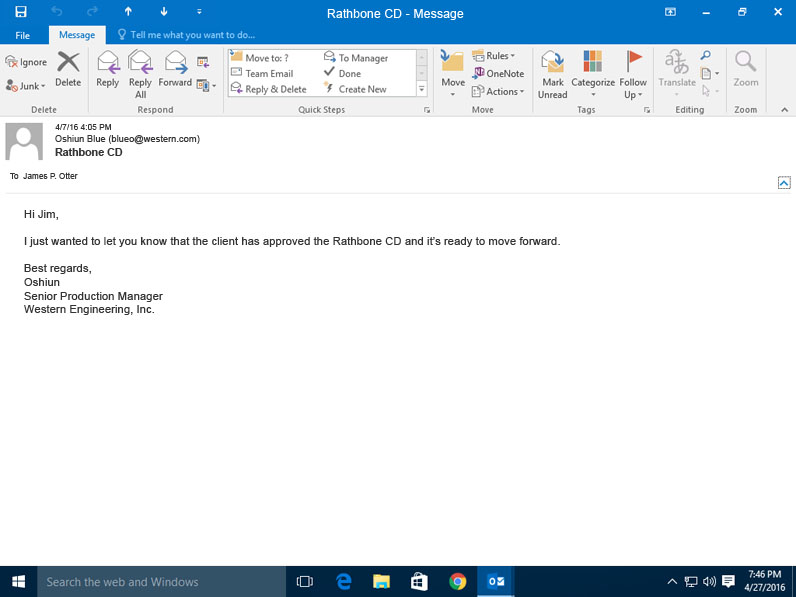 Rathbone CD - Message
File
Message
Tell me what you want to do...
Ignore
Junk
Delete
Delete
Reply
Reply All
Forward
Respond
Move to: ?
Team Email
Reply & Delete
To Manager
Done
Create New
Quick Steps
Move
Rules
OneNote
Actions
Move
Mark Unread
Categorize
Follow Up
Tags
Translate
Editing
Zoom
Zoom
4/7/16 4:05 PM
Oshiun Blue (blueo@western.com)
Rathbone CD
To James P. Otter
Hi Jim,
I just wanted to let you know that the client has approved the Rathbone CD and it's ready to move forward.
Best regards,
Oshiun
Senior Production Manager
Western Engineering, Inc.
Search the web and Windows
7:46 PM
4/27/2016